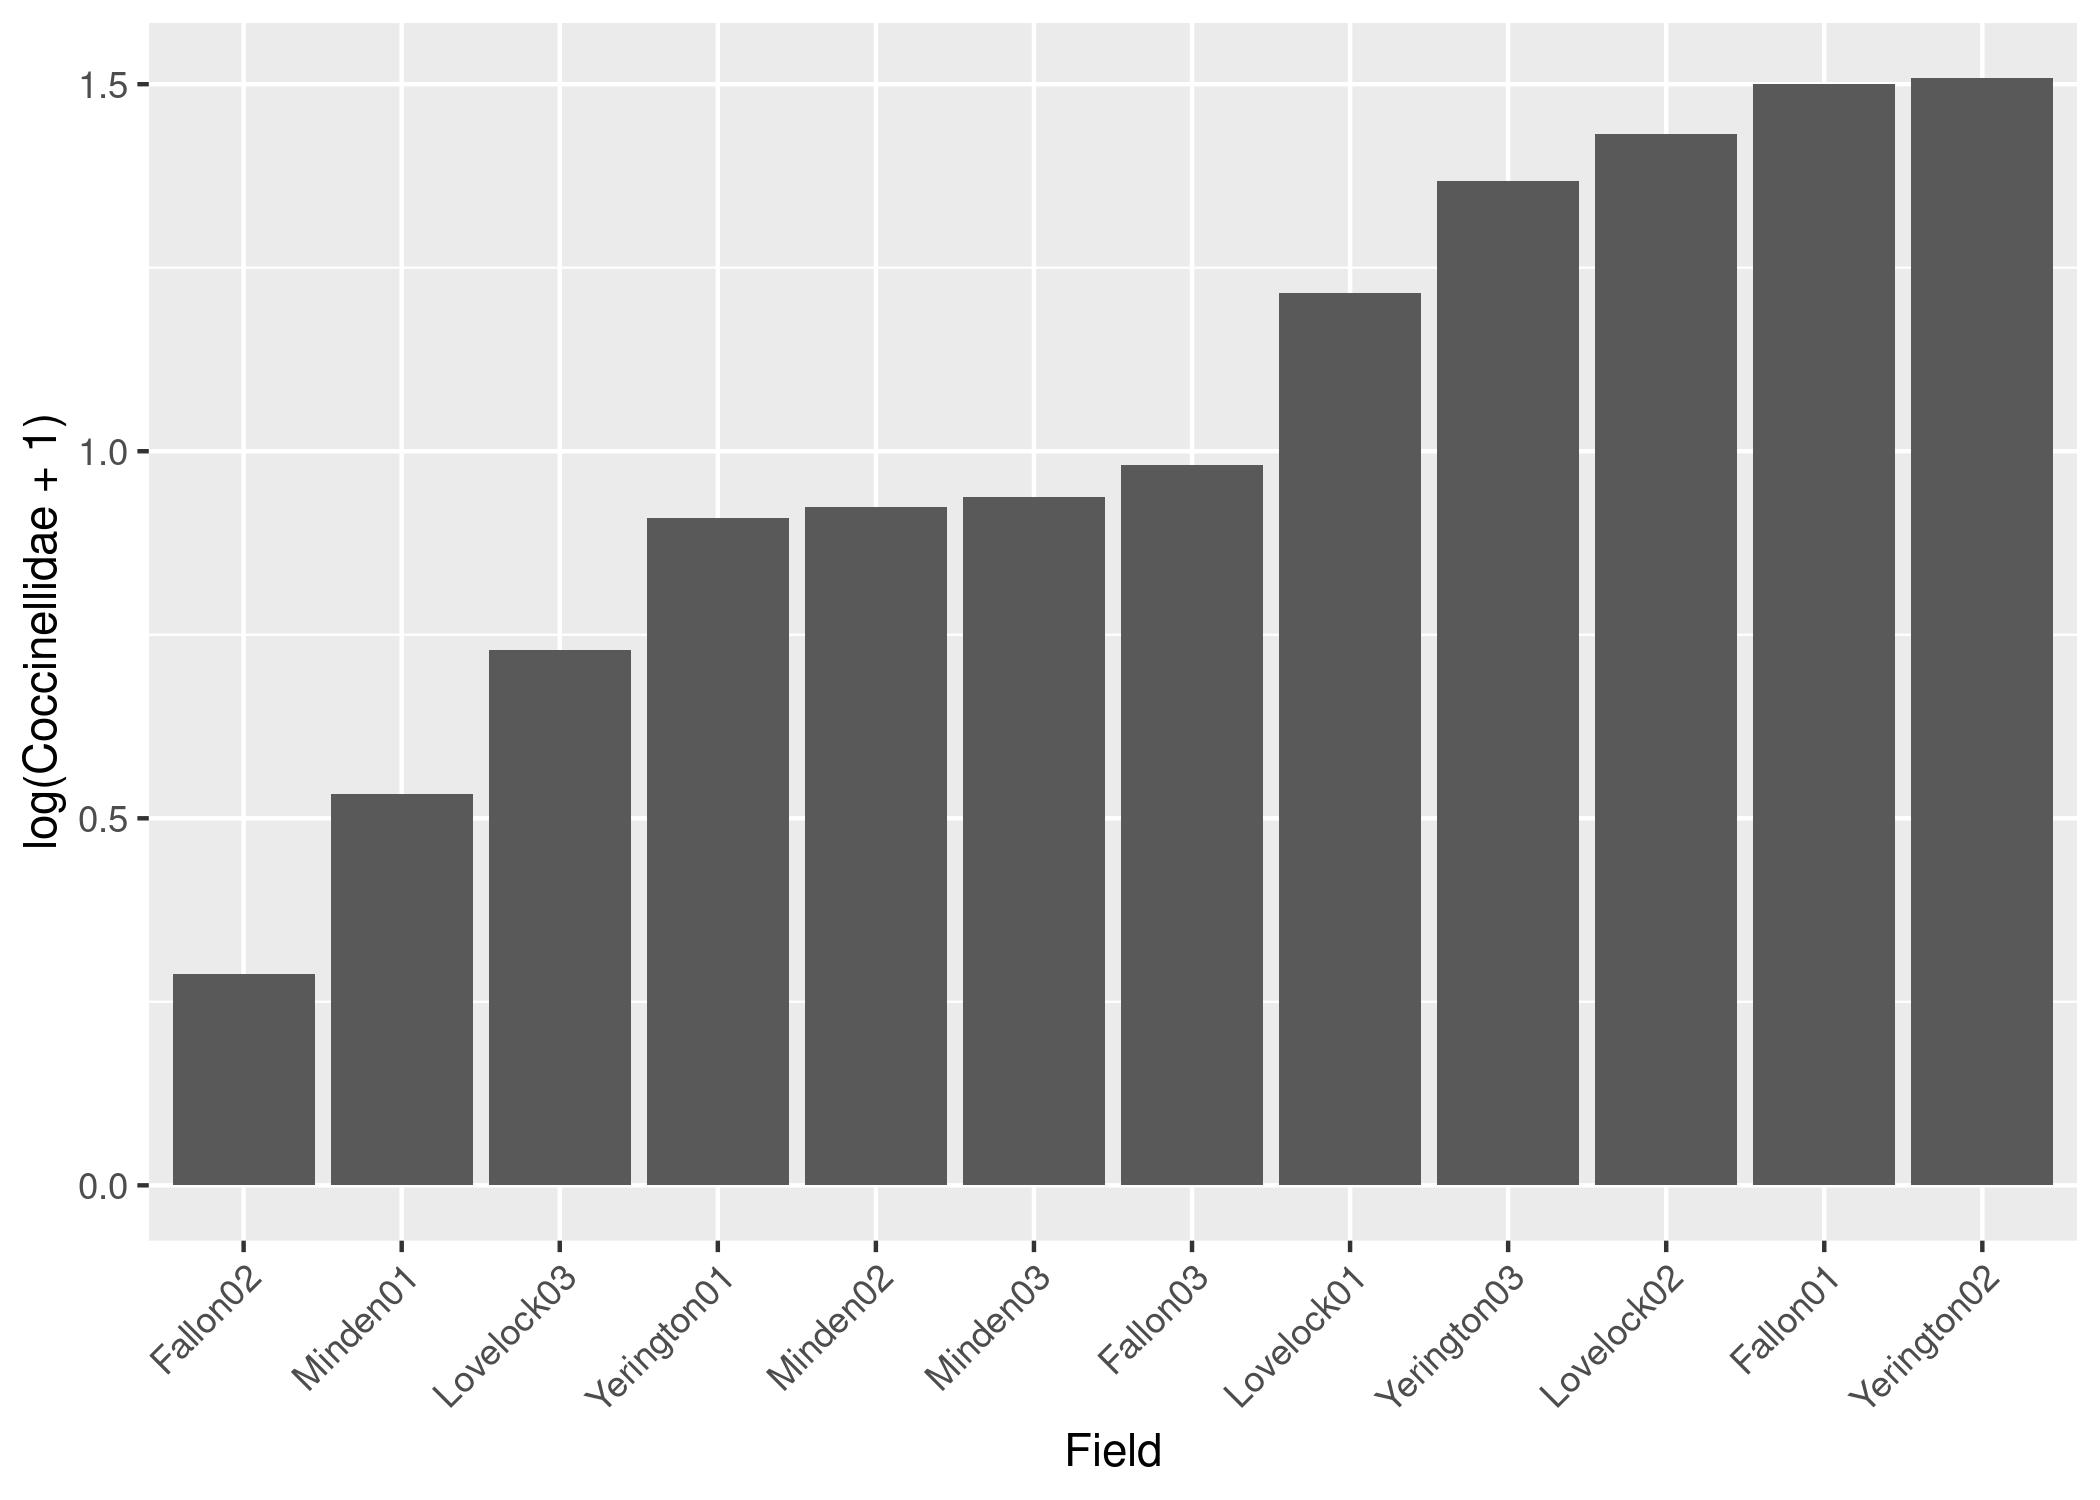 log(Coccinellidae + 1)
1.5
1.0
0.5
0.0
Fallon02
Minden01
Lovelock03
Yerington01
Minden02
Minden03
Fallon03
Lovelock01
Yerington03
Lovelock02
Fallon01
Yerington02
Field